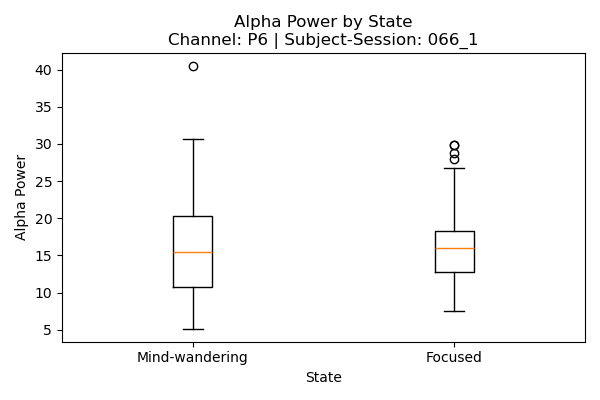 Alpha Power by State
Channel: P6 | Subject-Session: 066_1
Alpha Power
40
35
30
25
20
15
10
5
Mind-wandering
Focused
State